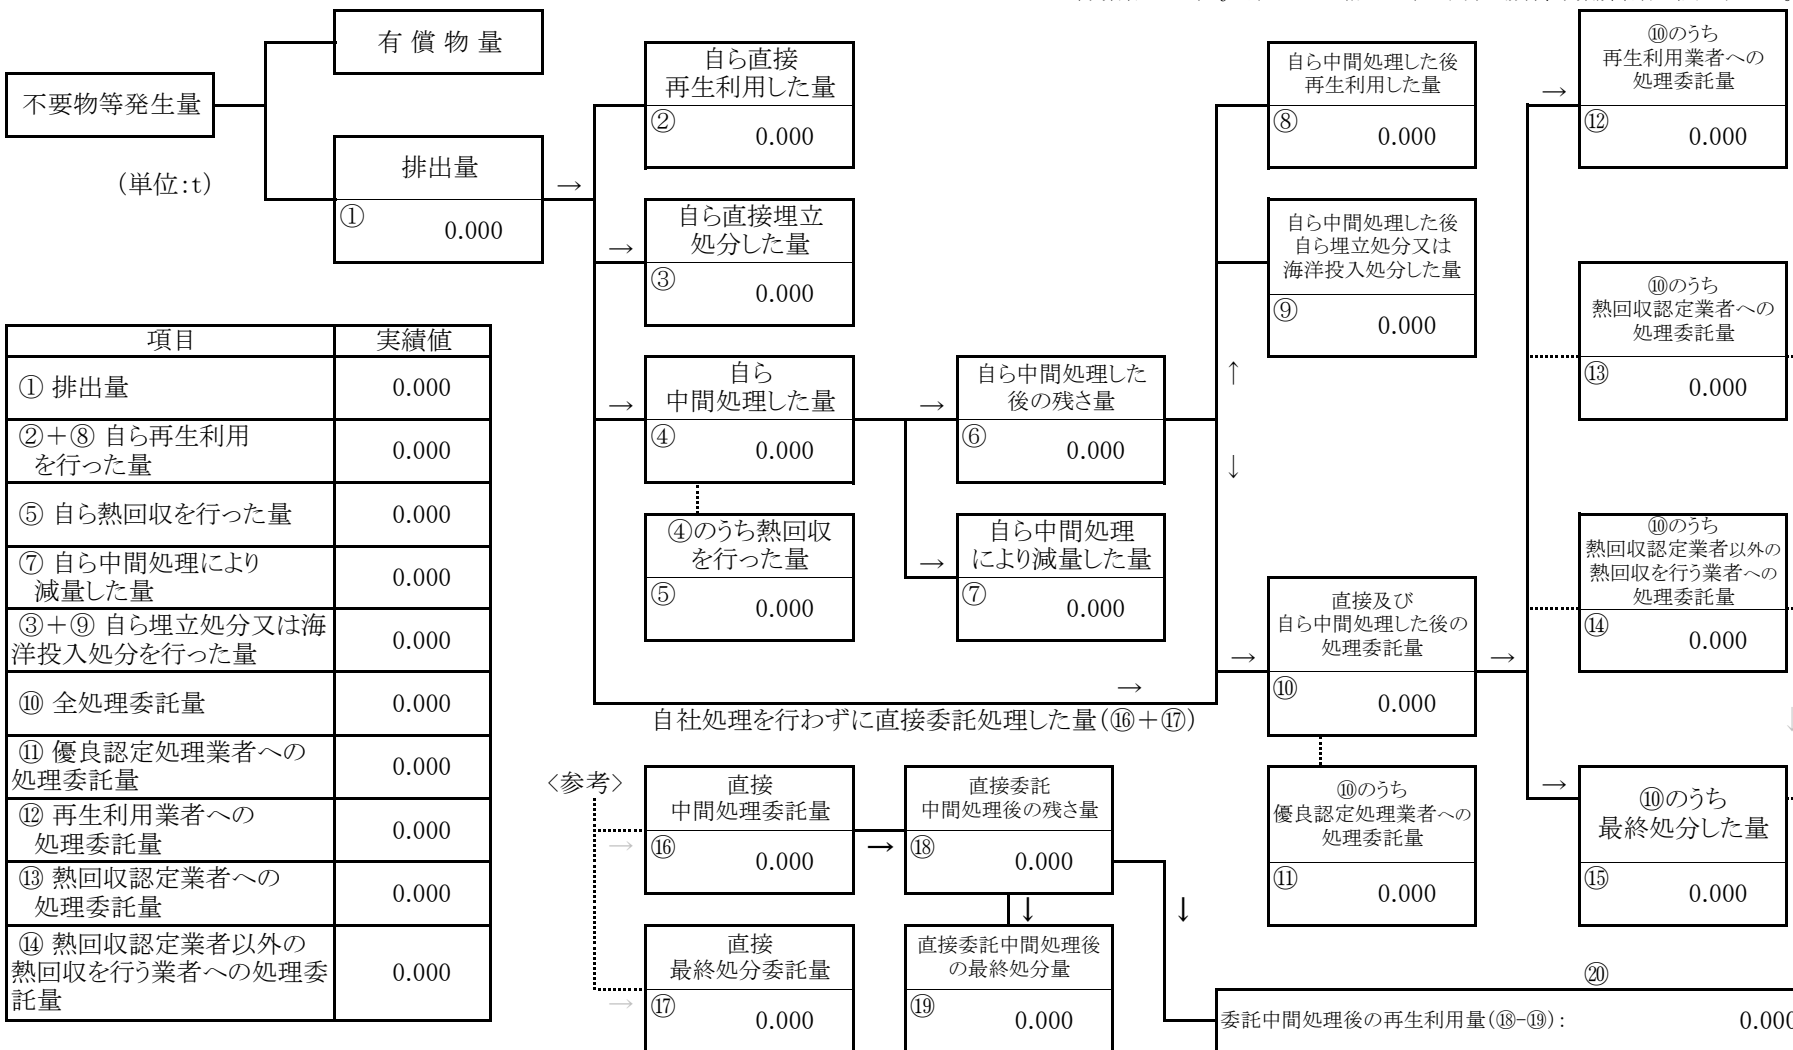 不要物等発生量
(単位:t)
有 償 物 量
排出量
①
0.000
→
自ら直接
再生利用した量
②
0.000
→
自ら直接埋立
処分した量
③
0.000
→
自ら
中間処理した量
④
0.000
④のうち熱回収
を行った量
⑤
0.000
→
自ら中間処理した
後の残さ量
⑥
0.000
→
自ら中間処理
により減量した量
⑦
0.000
↑
↓
自ら中間処理した後
再生利用した量
⑧
0.000
自ら中間処理した後
自ら埋立処分又は
海洋投入処分した量
⑨
0.000
→
直接及び
自ら中間処理した後の
処理委託量
⑩
0.000
→
⑩のうち
優良認定処理業者への
処理委託量
⑪
0.000
→
⑩のうち
再生利用業者への
処理委託量
⑫
0.000
⑩のうち
熱回収認定業者への
処理委託量
⑬
0.000
⑩のうち
熱回収認定業者以外の
熱回収を行う業者への
処理委託量
⑭
0.000
→
⑩のうち
最終処分した量
⑮
0.000
→
自社処理を行わずに直接委託処理した量(⑯+⑰)
項目 実績値
① 排出量 0.000
②+⑧ 自ら再生利用
を行った量 0.000
⑤ 自ら熱回収を行った量 0.000
⑦ 自ら中間処理により
減量した量 0.000
③+⑨ 自ら埋立処分又は海
洋投入処分を行った量 0.000
⑩ 全処理委託量 0.000
⑪ 優良認定処理業者への
処理委託量 0.000
⑫ 再生利用業者への
処理委託量 0.000
⑬ 熱回収認定業者への
処理委託量 0.000
⑭ 熱回収認定業者以外の
熱回収を行う業者への処理委
託量 0.000
〈参考〉
→
直接
中間処理委託量
⑯
0.000
→
直接委託
中間処理後の残さ量
⑱
0.000
↓
↓
→
直接
最終処分委託量
⑰
0.000
直接委託中間処理後
の最終処分量
⑲
0.000
⑳
委託中間処理後の再生利用量(⑱-⑲): 0.000